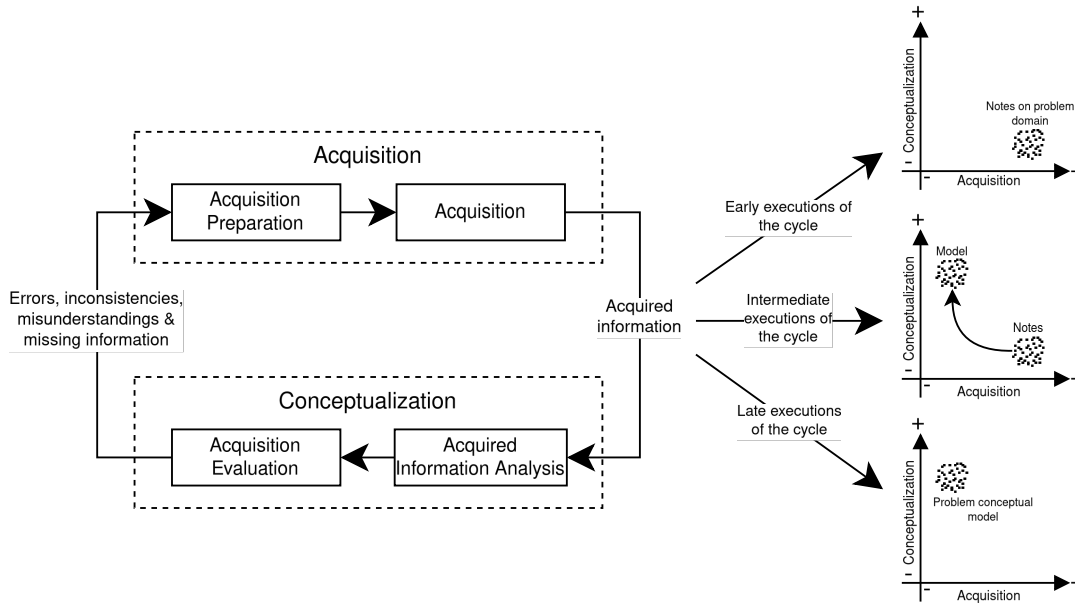 Acquisition
Acquisition
Preparation
Acquisition
Errors, inconsistencies,
misunderstandings &
missing information
Acquired
information
Conceptualization
Acquisition
Evaluation
Acquired
Information Analysis
Early executions of
the cycle
Intermediate
executions of
the cycle
Late executions
of the cycle
+
Conceptualization
-
Notes on problem
domain
-
Acquisition
-
+
Conceptualization
-
Model
Notes
-
Acquisition
-
+
Conceptualization
-
Problem conceptual
model
-
Acquisition
-